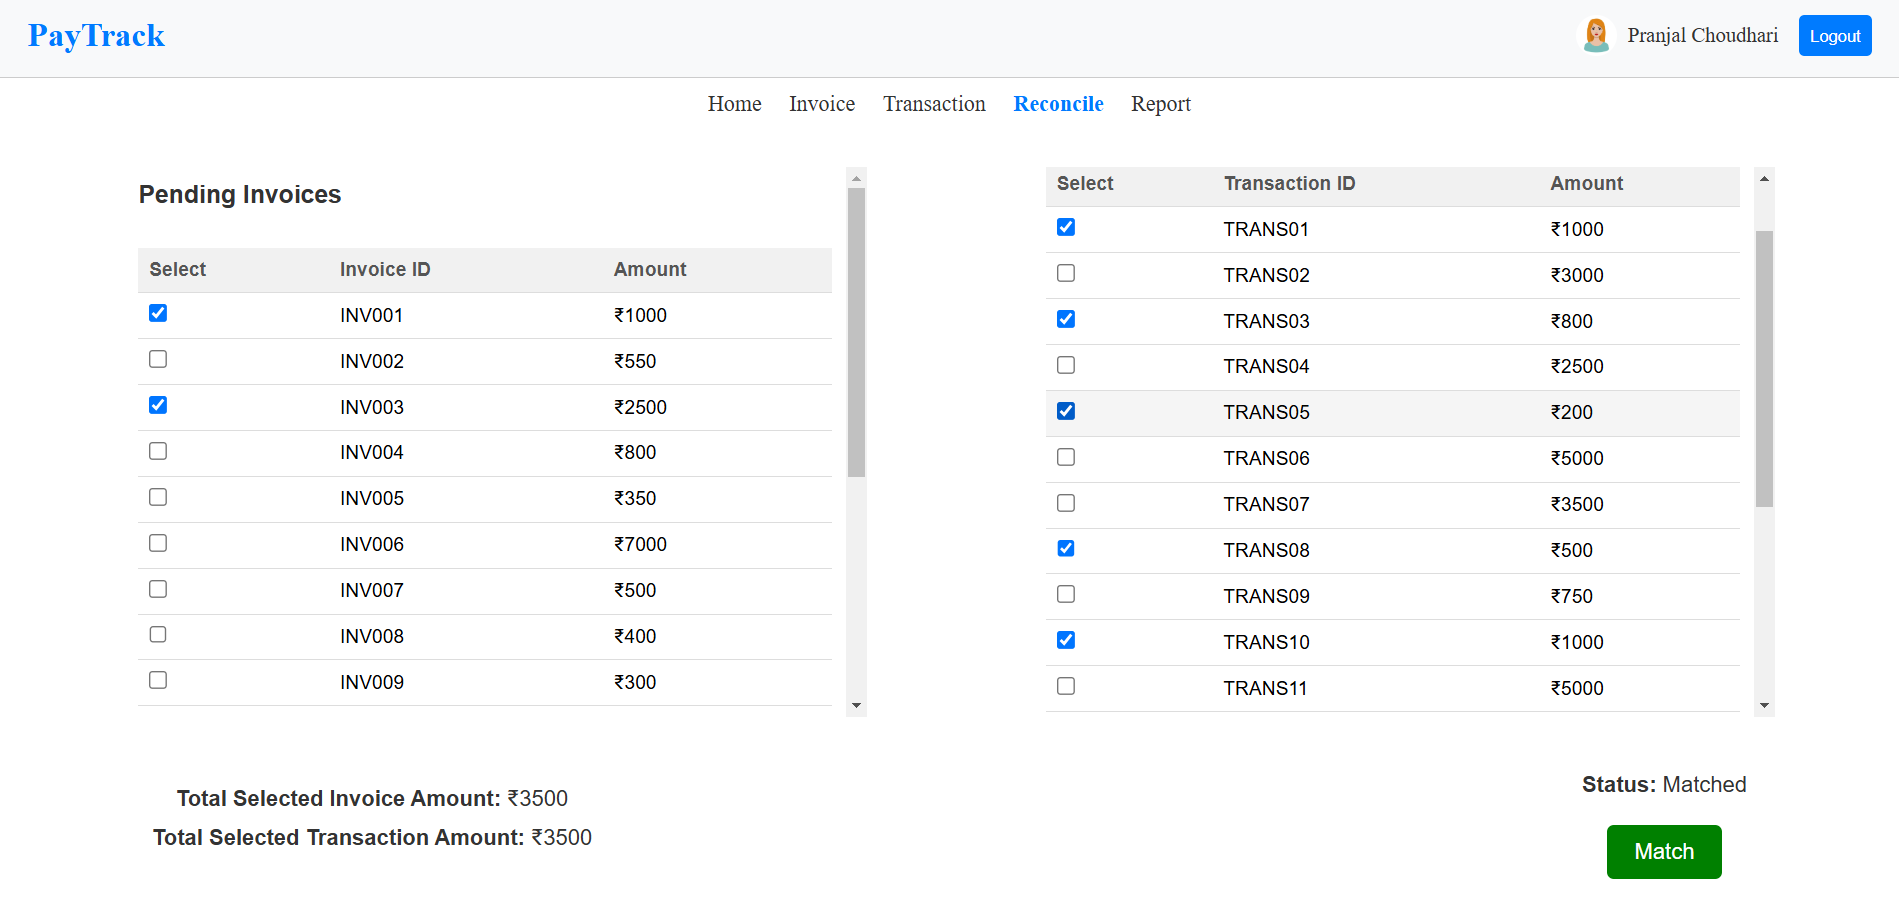 PayTrack
Pranjal Choudhari
Logout
Home Invoice Transaction Reconcile Report
Pending Invoices
Select Invoice ID Amount
INV001 ₹1000
INV002 ₹550
INV003 ₹2500
INV004 ₹800
INV005 ₹350
INV006 ₹7000
INV007 ₹500
INV008 ₹400
INV009 ₹300
Select Transaction ID Amount
TRANS01 ₹1000
TRANS02 ₹3000
TRANS03 ₹800
TRANS04 ₹2500
TRANS05 ₹200
TRANS06 ₹5000
TRANS07 ₹3500
TRANS08 ₹500
TRANS09 ₹750
TRANS10 ₹1000
TRANS11 ₹5000
Total Selected Invoice Amount: ₹3500
Total Selected Transaction Amount: ₹3500
Status: Matched
Match